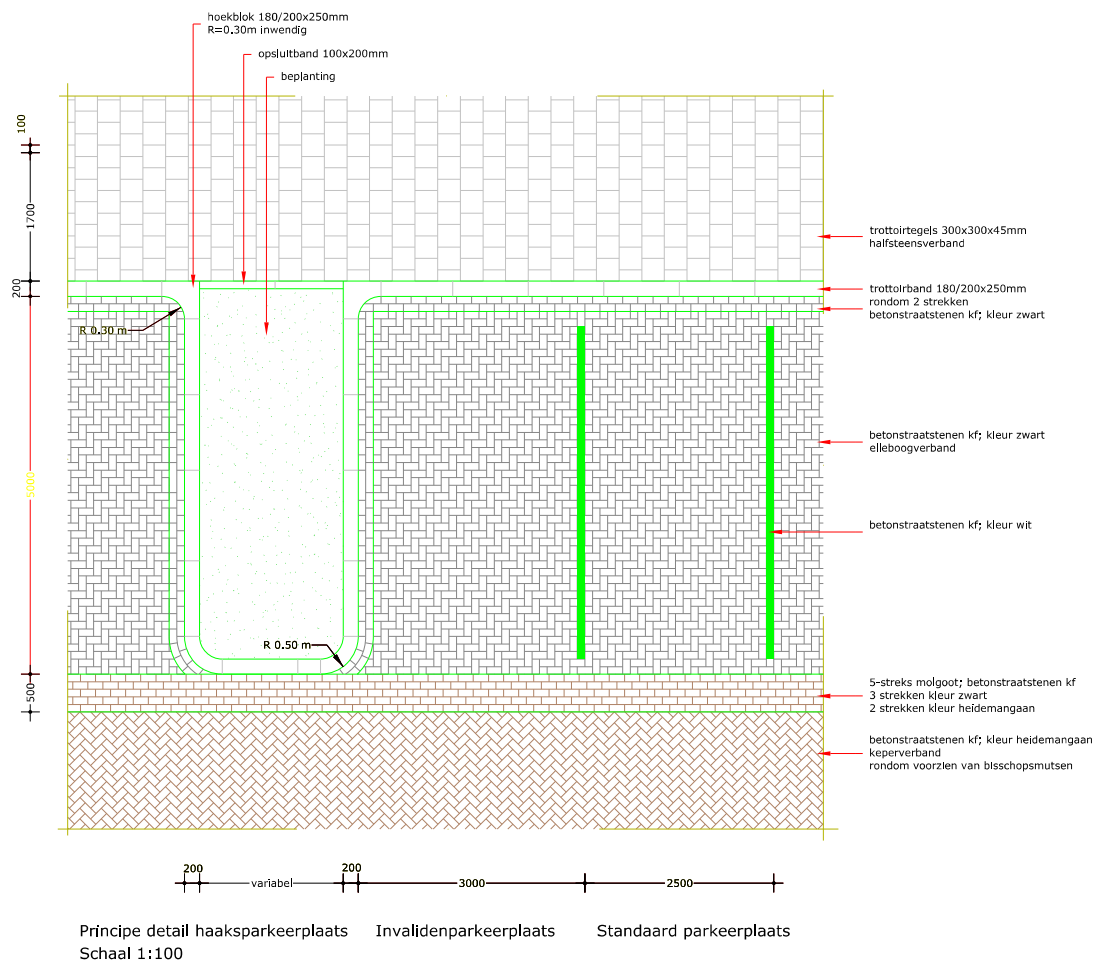 hoekblok 180/200x250mm
R=0.30m inwendig
opsluitband 100x200mm
beplanting
100
1700
200
5000
500
trottoirtegels 300x300x45mm
halfsteensverband
trottoirband 180/200x250mm
rondom 2 strekken
betonstraatstenen kf; kleur zwart
R 0.30 m
betonstraatstenen kf; kleur zwart
elleboogverband
betonstraatstenen kf; kleur wit
R 0.50 m
5-streks molgoot; betonstraatstenen kf
3 strekken kleur zwart
2 strekken kleur heidemangaan
betonstraatstenen kf; kleur heidemangaan
keperverband
rondom voorzien van bisschopsmutsen
200
variabel
200
3000
2500
Principe detail haaksparkeerplaats
Invalidenparkeerplaats
Standaard parkeerplaats
Schaal 1:100